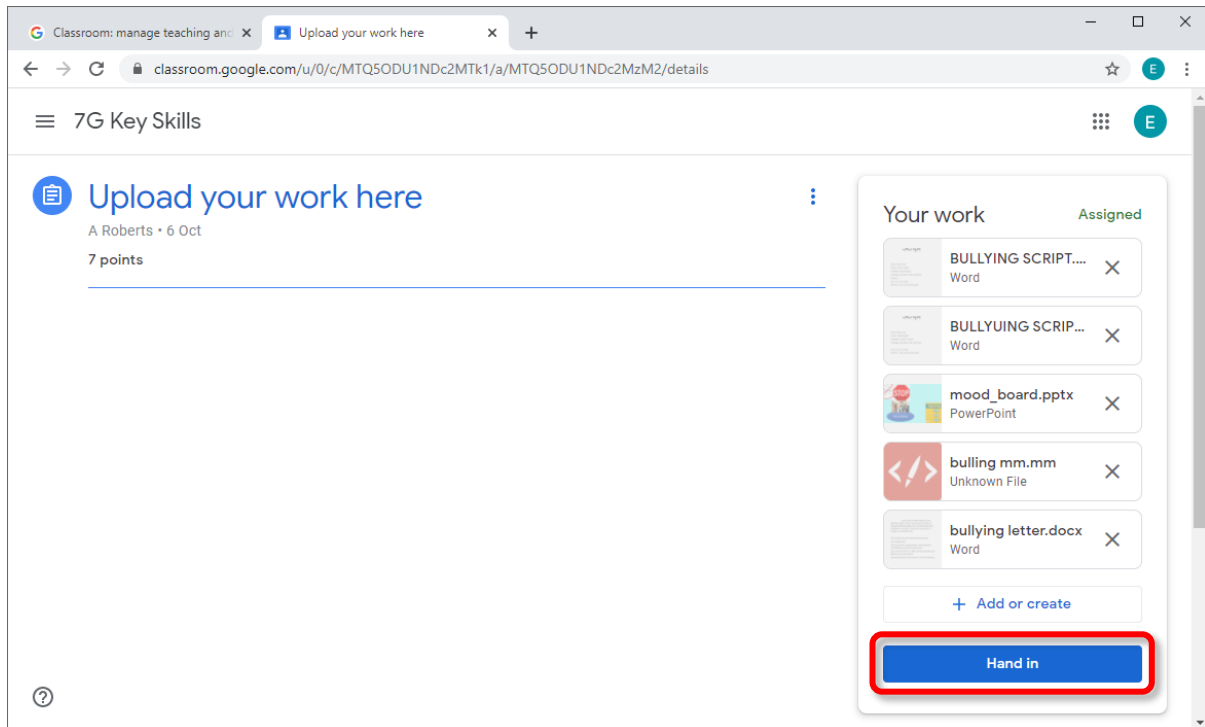 Classroom: manage teaching and
Upload your work here
classroom.google.com/u/0/c/MTQ5ODU1NDc2MTk1/a/MTQ5ODU1NDc2MzM2/details
E
7G Key Skills
E
Upload your work here
A Roberts • 6 Oct
7 points
Your work
Assigned
BULLYING SCRIPT....
Word
BULLYUING SCRIP...
Word
STOP
mood_board.pptx
PowerPoint
bulling mm.mm
Unknown File
bullying letter.docx
Word
+ Add or create
Hand in